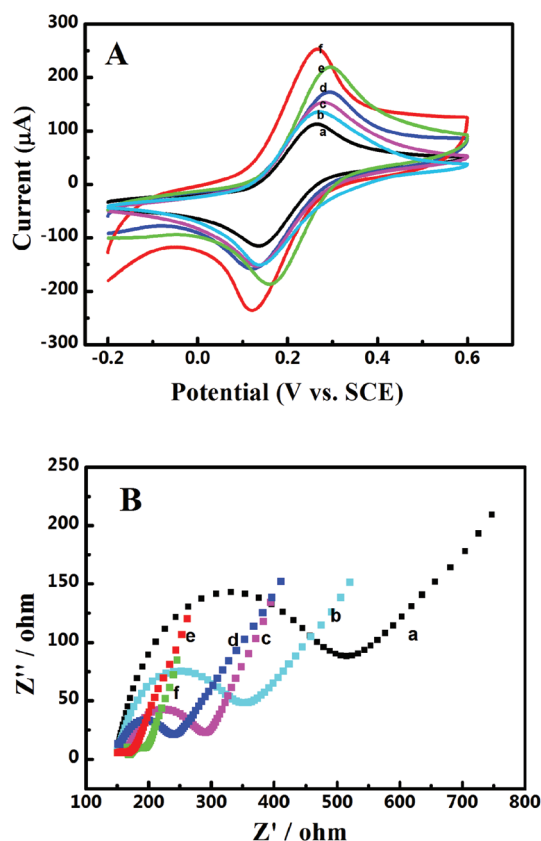 A
300
200
100
0
-100
-200
-300
Current (μA)
f
e
d
c
b
a
-0.2
0.0
0.2
0.4
0.6
Potential (V vs. SCE)
B
250
200
150
100
50
0
Z'' / ohm
e
f
d
c
b
a
100
200
300
400
500
600
700
800
Z' / ohm